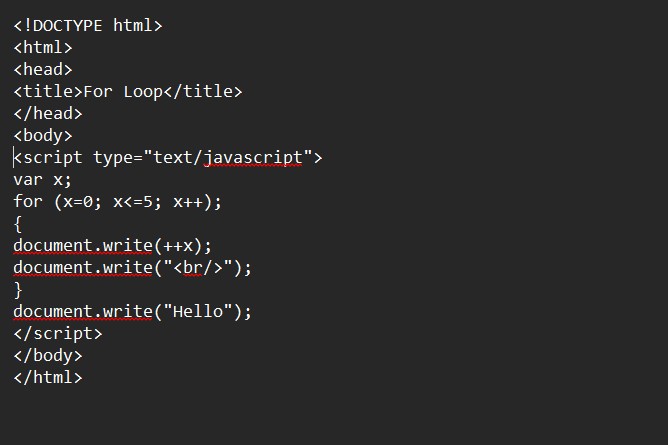 <!DOCTYPE html>
<html>
<head>
<title>For Loop</title>
</head>
<body>
<script type="text/javascript">
var x;
for (x=0; x<=5; x++);
{
document.write(++x);
document.write("<br/>");
}
document.write("Hello");
</script>
</body>
</html>